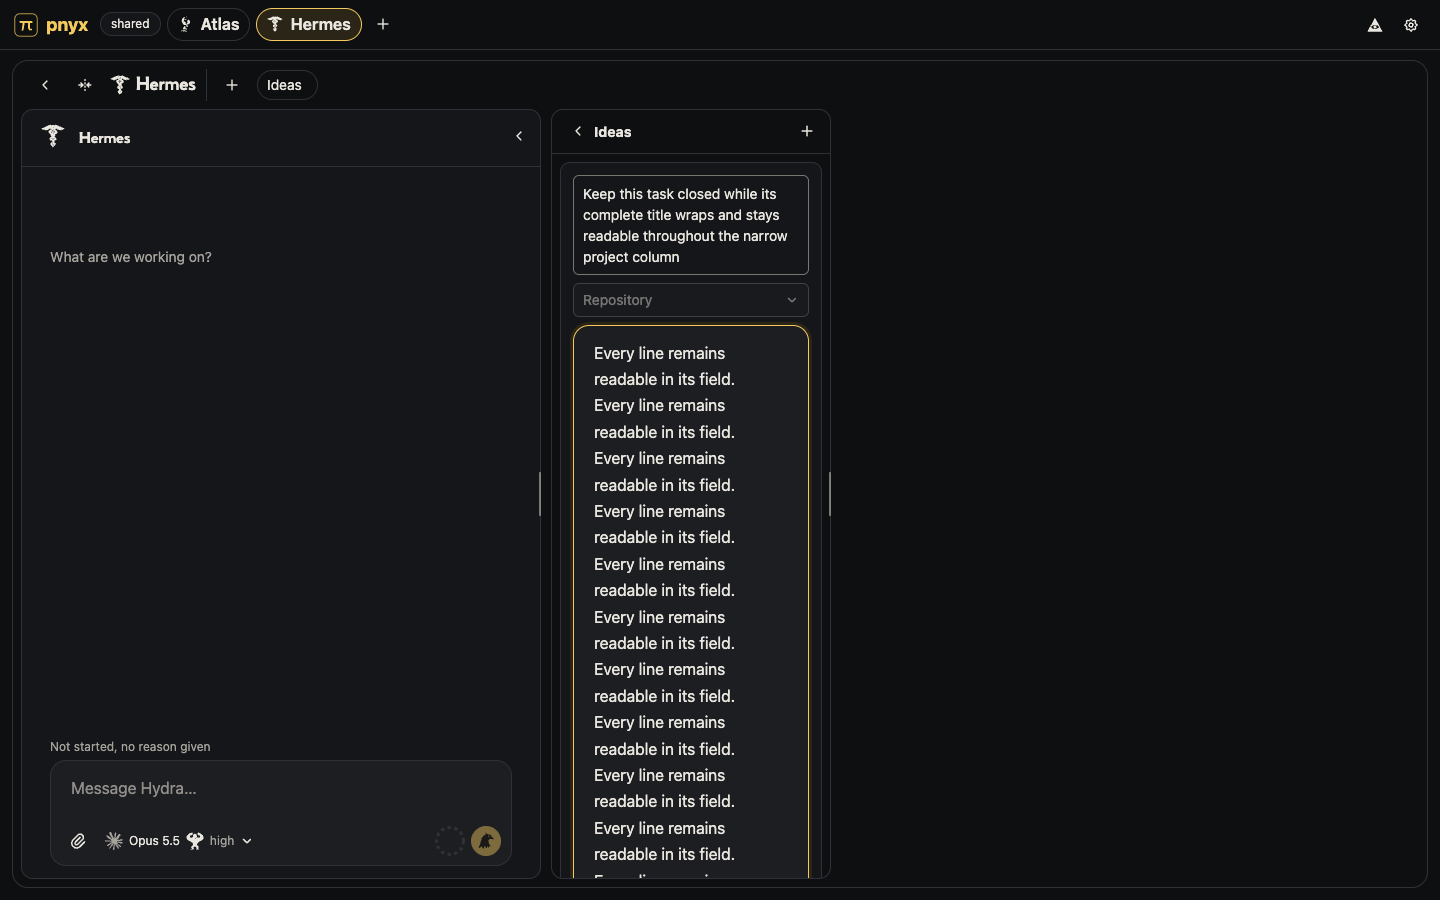 pnyx
shared
Atlas
Hermes
Hermes
Ideas
Hermes
What are we working on?
Not started, no reason given
Message Hydra...
Opus 5.5
high
Ideas
Keep this task closed while its
complete title wraps and stays
readable throughout the narrow
project column
Repository
Every line remains
readable in its field.
Every line remains
readable in its field.
Every line remains
readable in its field.
Every line remains
readable in its field.
Every line remains
readable in its field.
Every line remains
readable in its field.
Every line remains
readable in its field.
Every line remains
readable in its field.
Every line remains
readable in its field.
Every line remains
readable in its field.